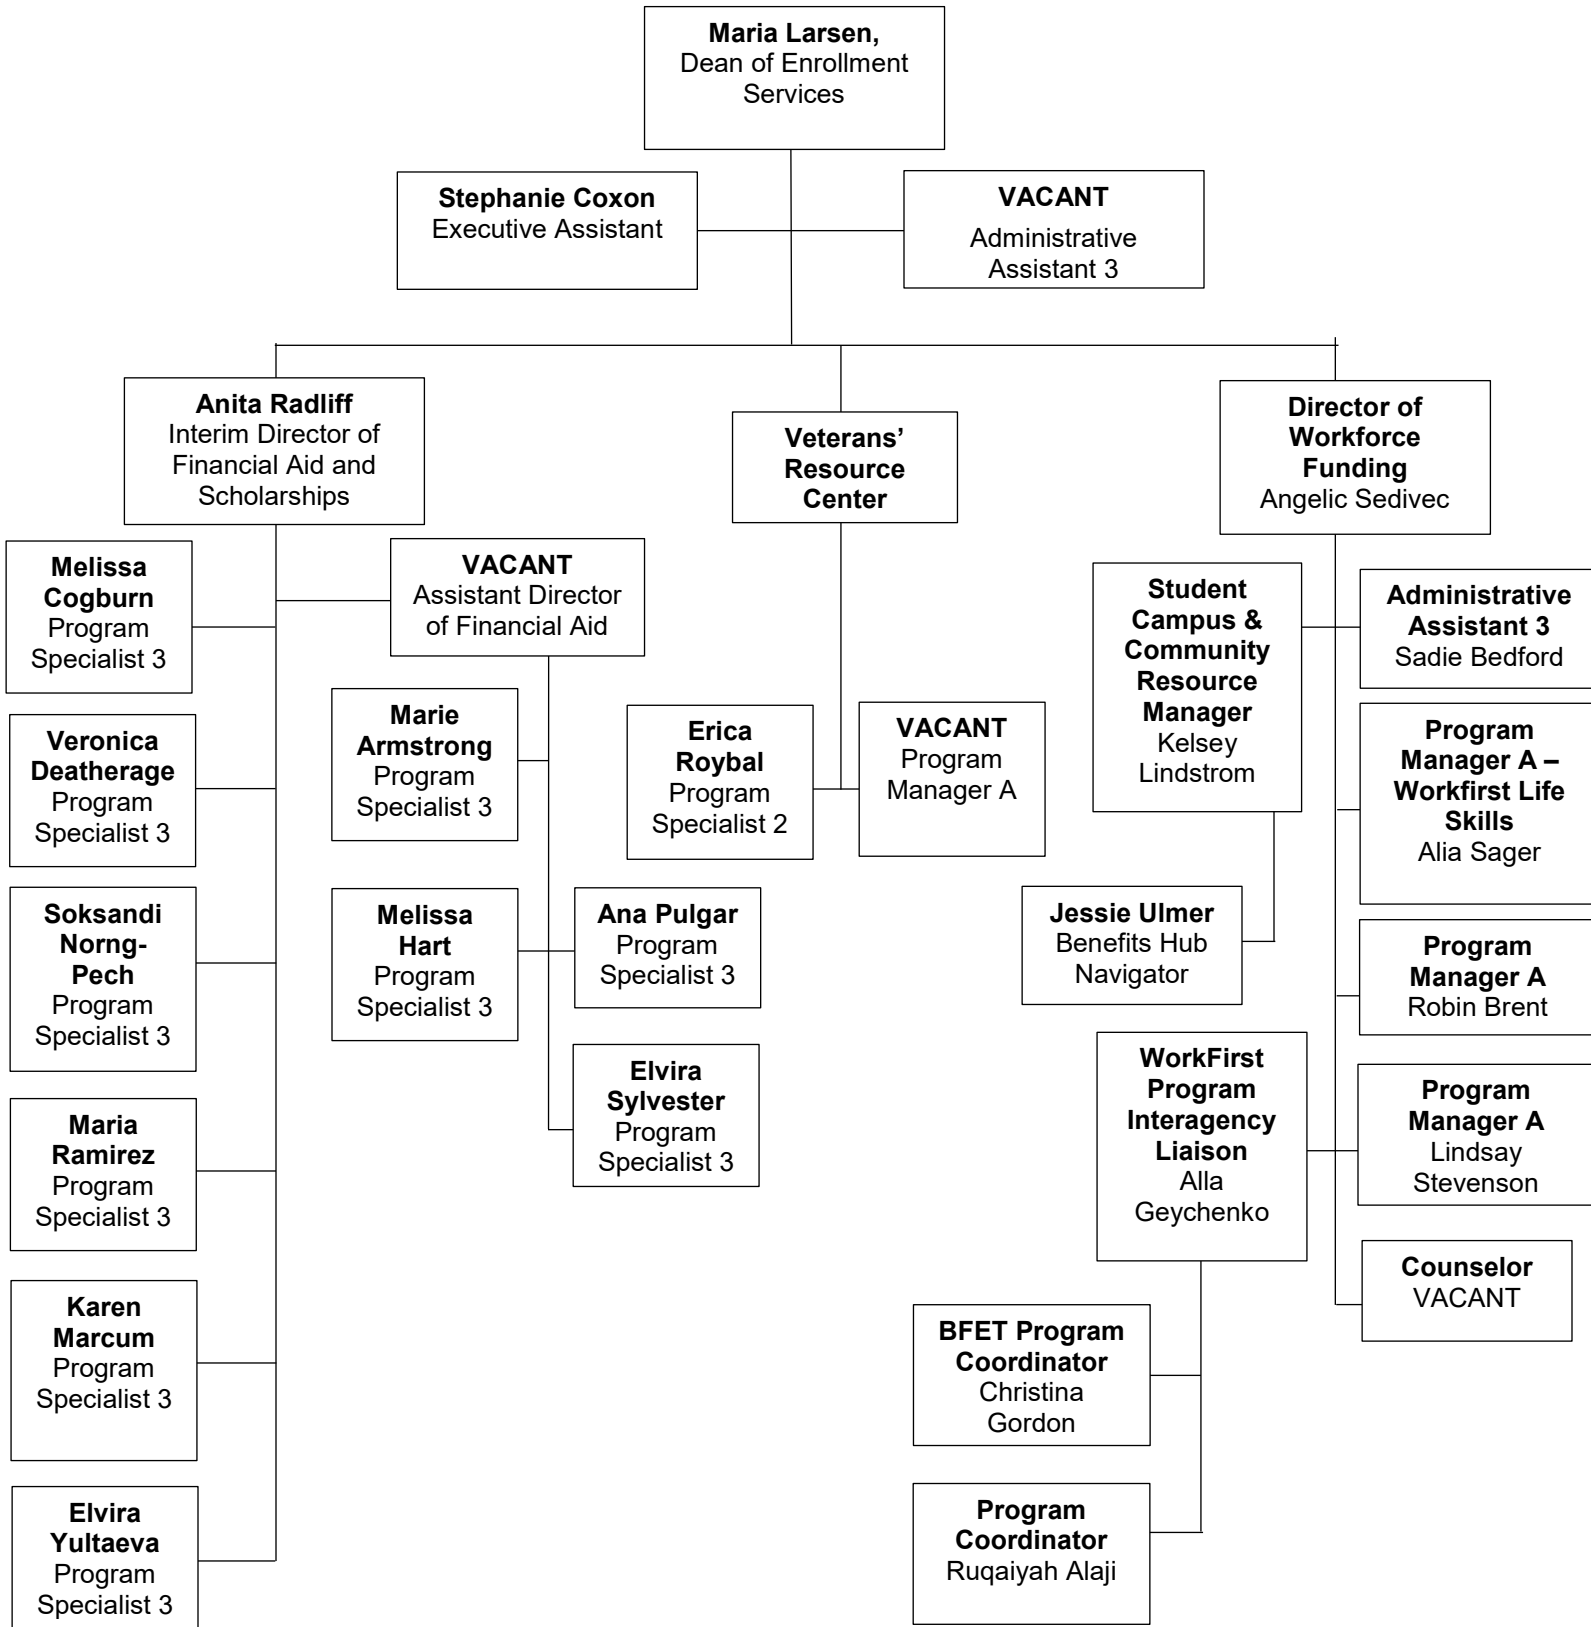 Maria Larsen,
Dean of Enrollment
Services
Stephanie Coxon
Executive Assistant
VACANT
Administrative
Assistant 3
Anita Radliff
Interim Director of
Financial Aid and
Scholarships
Veterans’
Resource
Center
Director of
Workforce
Funding
Angelic Sedivec
Melissa
Cogburn
Program
Specialist 3
Veronica
Deatherage
Program
Specialist 3
Soksandi
Norng-
Pech
Program
Specialist 3
Maria
Ramirez
Program
Specialist 3
Karen
Marcum
Program
Specialist 3
Elvira
Yultaeva
Program
Specialist 3
VACANT
Assistant Director
of Financial Aid
Marie
Armstrong
Program
Specialist 3
Melissa
Hart
Program
Specialist 3
Ana Pulgar
Program
Specialist 3
Elvira
Sylvester
Program
Specialist 3
Erica
Roybal
Program
Specialist 2
VACANT
Program
Manager A
Student
Campus &
Community
Resource
Manager
Kelsey
Lindstrom
Jessie Ulmer
Benefits Hub
Navigator
WorkFirst
Program
Interagency
Liaison
Alla
Geychenko
BFET Program
Coordinator
Christina
Gordon
Program
Coordinator
Ruqaiyah Alaji
Administrative
Assistant 3
Sadie Bedford
Program
Manager A –
Workfirst Life
Skills
Alia Sager
Program
Manager A
Robin Brent
Program
Manager A
Lindsay
Stevenson
Counselor
VACANT